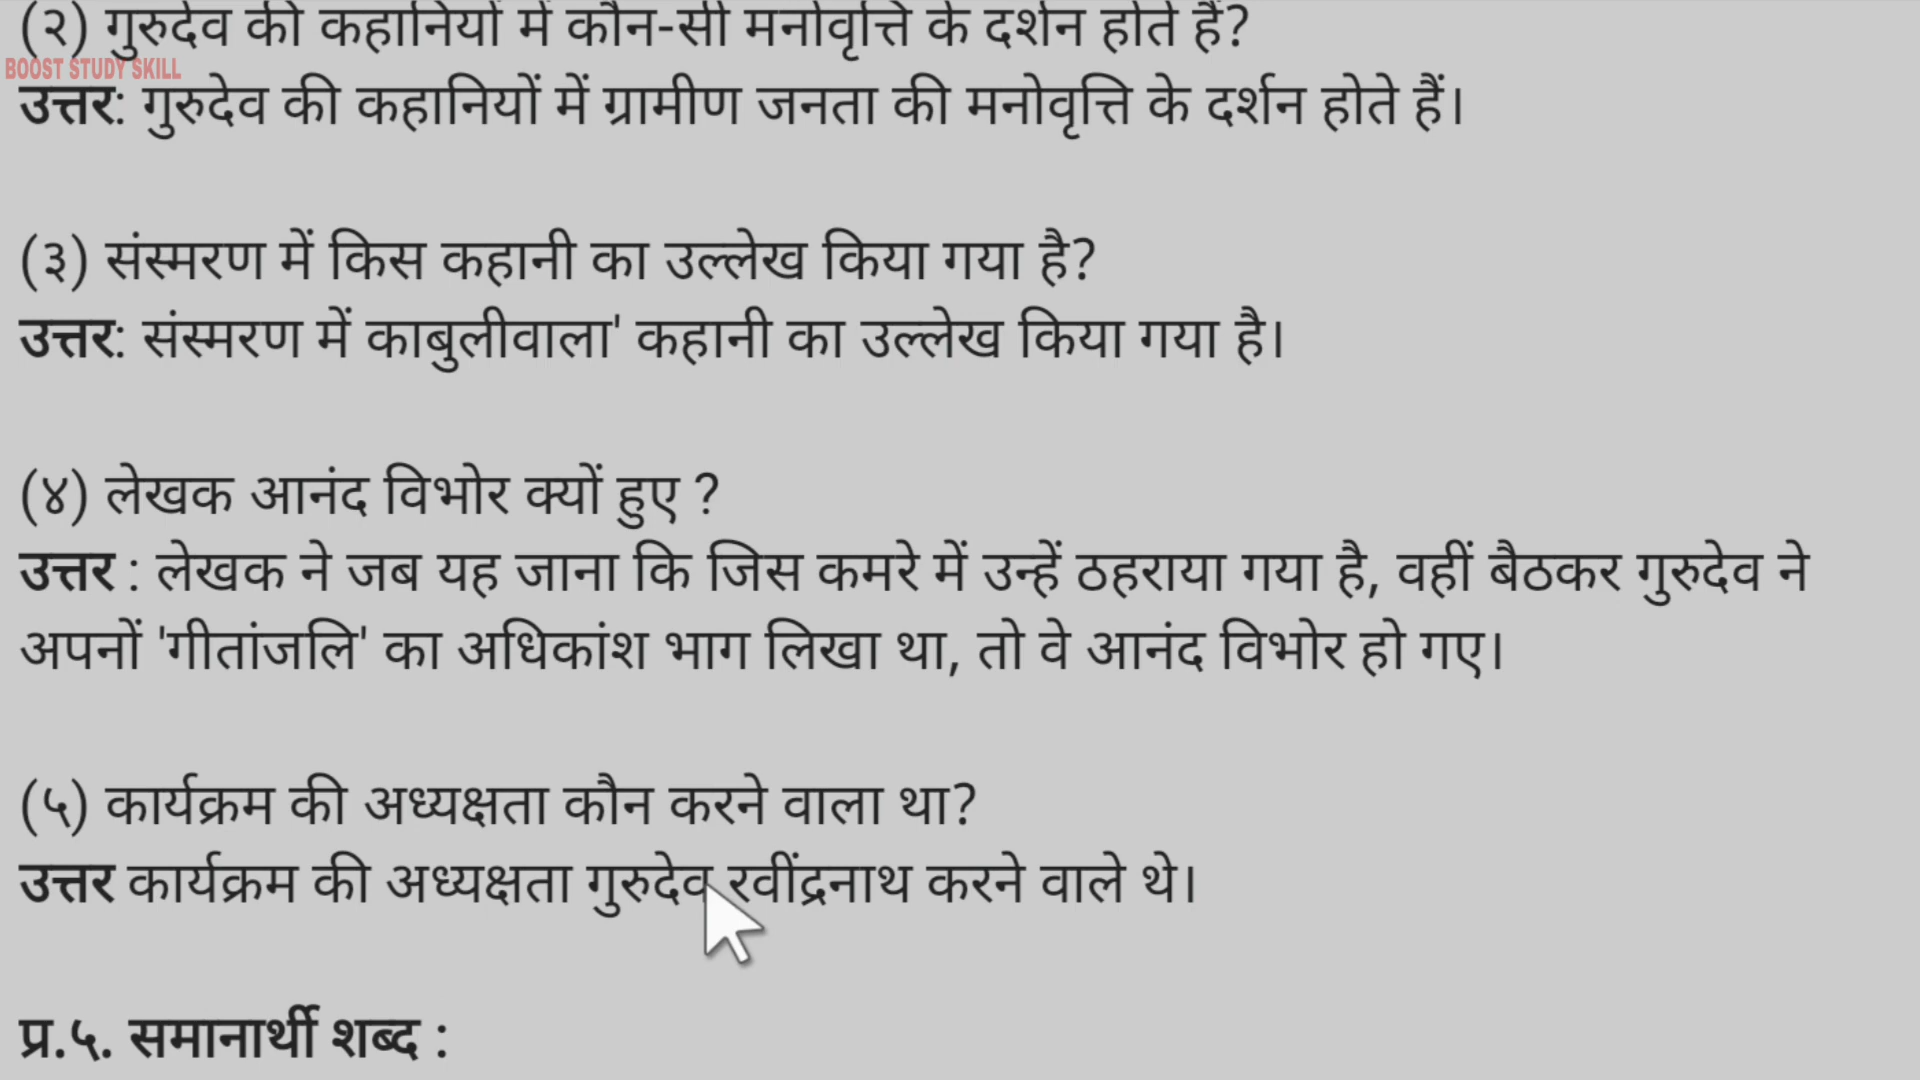 (२) गुरुदेव की कहानियों में कौन-सी मनोवृत्ति के दर्शन होते हैं?
BOOST STUDY SKILL
उत्तर: गुरुदेव की कहानियों में ग्रामीण जनता की मनोवृत्ति के दर्शन होते हैं।
(३) संस्मरण में किस कहानी का उल्लेख किया गया है?
उत्तर: संस्मरण में काबुलीवाला' कहानी का उल्लेख किया गया है।
(४) लेखक आनंद विभोर क्यों हुए ?
उत्तर : लेखक ने जब यह जाना कि जिस कमरे में उन्हें ठहराया गया है, वहीं बैठकर गुरुदेव ने
अपनों 'गीतांजलि' का अधिकांश भाग लिखा था, तो वे आनंद विभोर हो गए।
(५) कार्यक्रम की अध्यक्षता कौन करने वाला था?
उत्तर कार्यक्रम की अध्यक्षता गुरुदेव रवींद्रनाथ करने वाले थे।
प्र.५. समानार्थी शब्द :